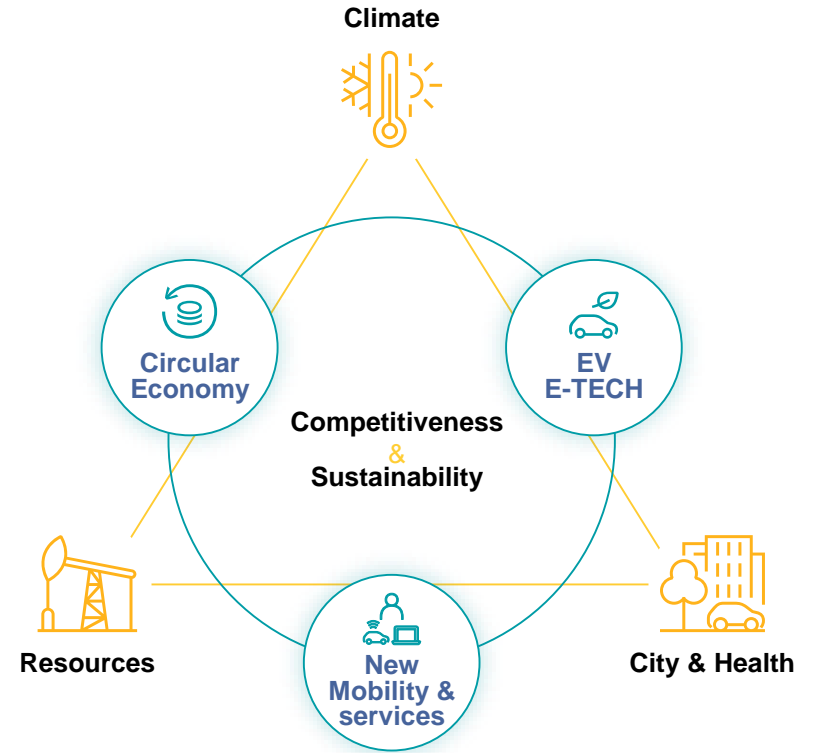 Climate
Circular
Economy
EV
E-TECH
Competitiveness
&
Sustainability
Resources
New
Mobility &
services
City & Health